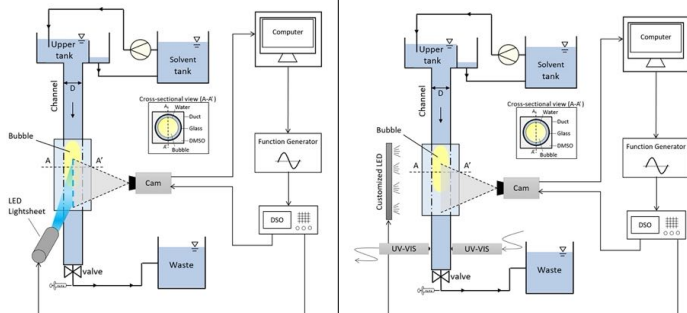 Upper
tank
Solvent
tank
Computer
Channel
D
Cross-sectional view (A-A')
A
Water
Duct
Glass
DMSO
A'
Bubble
Bubble
A
A'
Cam
Function Generator
LED
Lightsheet
DSO
valve
Waste
Upper
tank
Solvent
tank
Computer
Channel
D
Cross-sectional view (A-A')
A
Water
Duct
Glass
DMSO
A'
Bubble
Bubble
A
A'
Cam
Function Generator
Customized LED
DSO
UV-VIS
UV-VIS
valve
Waste